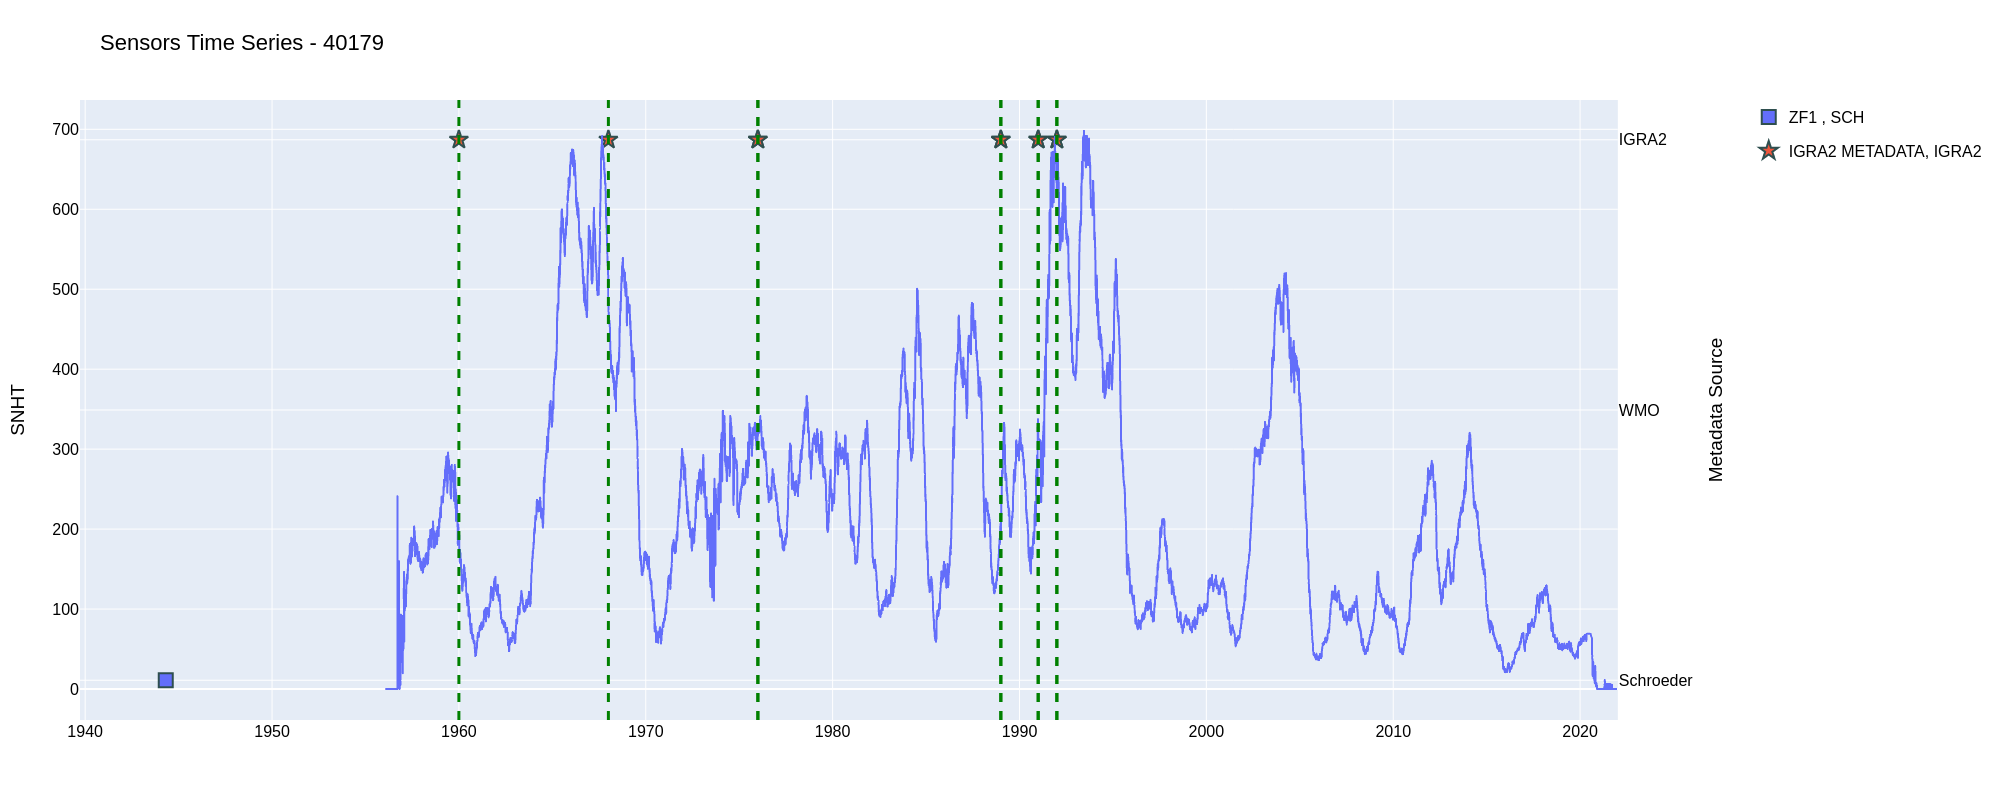 Sensors Time Series - 40179
ZF1 , SCH
IGRA2 METADATA, IGRA2
SNHT
700
600
500
400
300
200
100
0
IGRA2
WMO
Schroeder
Metadata Source
1940 1950 1960 1970 1980 1990 2000 2010 2020